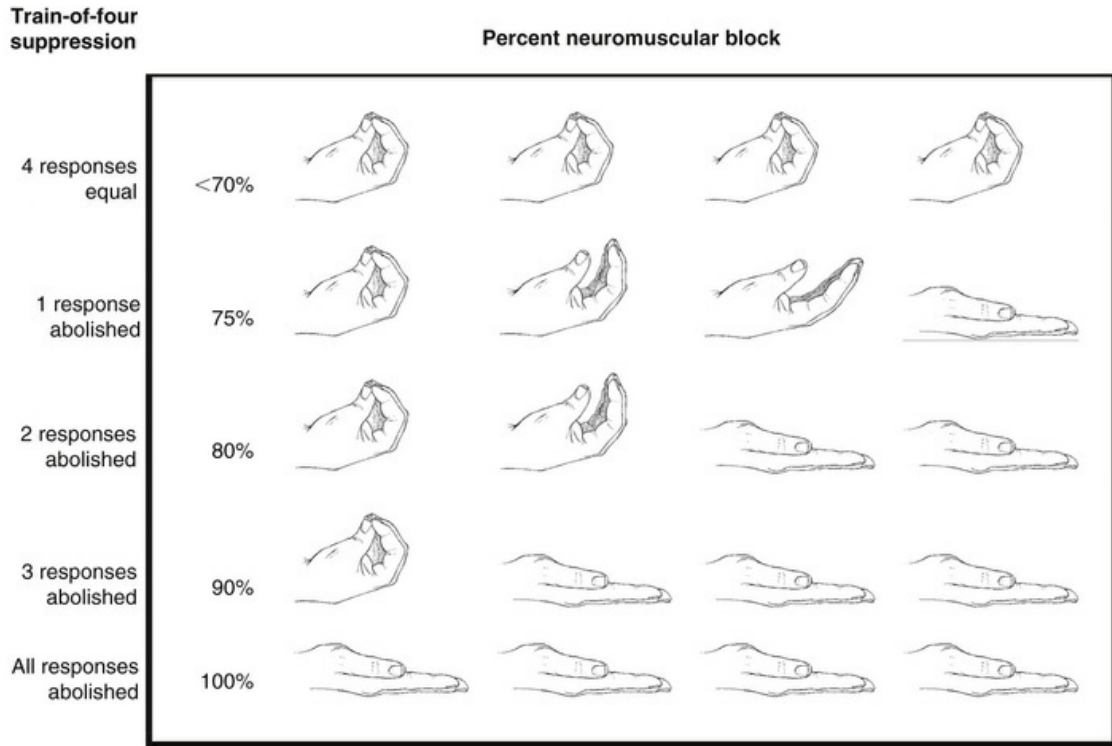 Train-of-four
suppression
Percent neuromuscular block
4 responses
equal
<70%
1 response
abolished
75%
2 responses
abolished
80%
3 responses
abolished
90%
All responses
abolished
100%